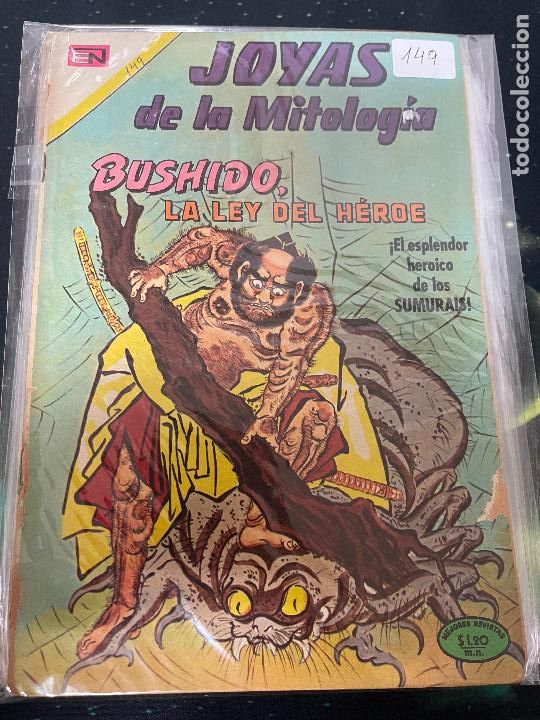 EN
149
149
JOYAS
de la Mitología
BUSHIDO,
LA LEY DEL HÉROE
¡El esplendor
heroico
de los
SUMURAIS!
MEJORES REVISTAS
$1.20
m.n.
todocoleccion